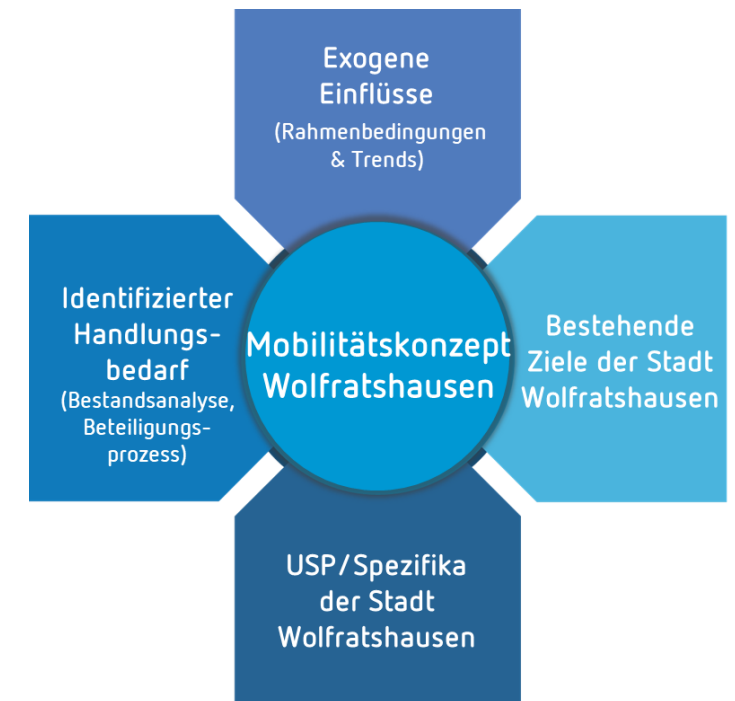 Exogene
Einflüsse
(Rahmenbedingungen
& Trends)
Identifizierter
Handlungs-
bedarf
(Bestandsanalyse,
Beteiligungs-
prozess)
Mobilitätskonzept
Wolfratshausen
Bestehende
Ziele der Stadt
Wolfratshausen
USP/Spezifika
der Stadt
Wolfratshausen